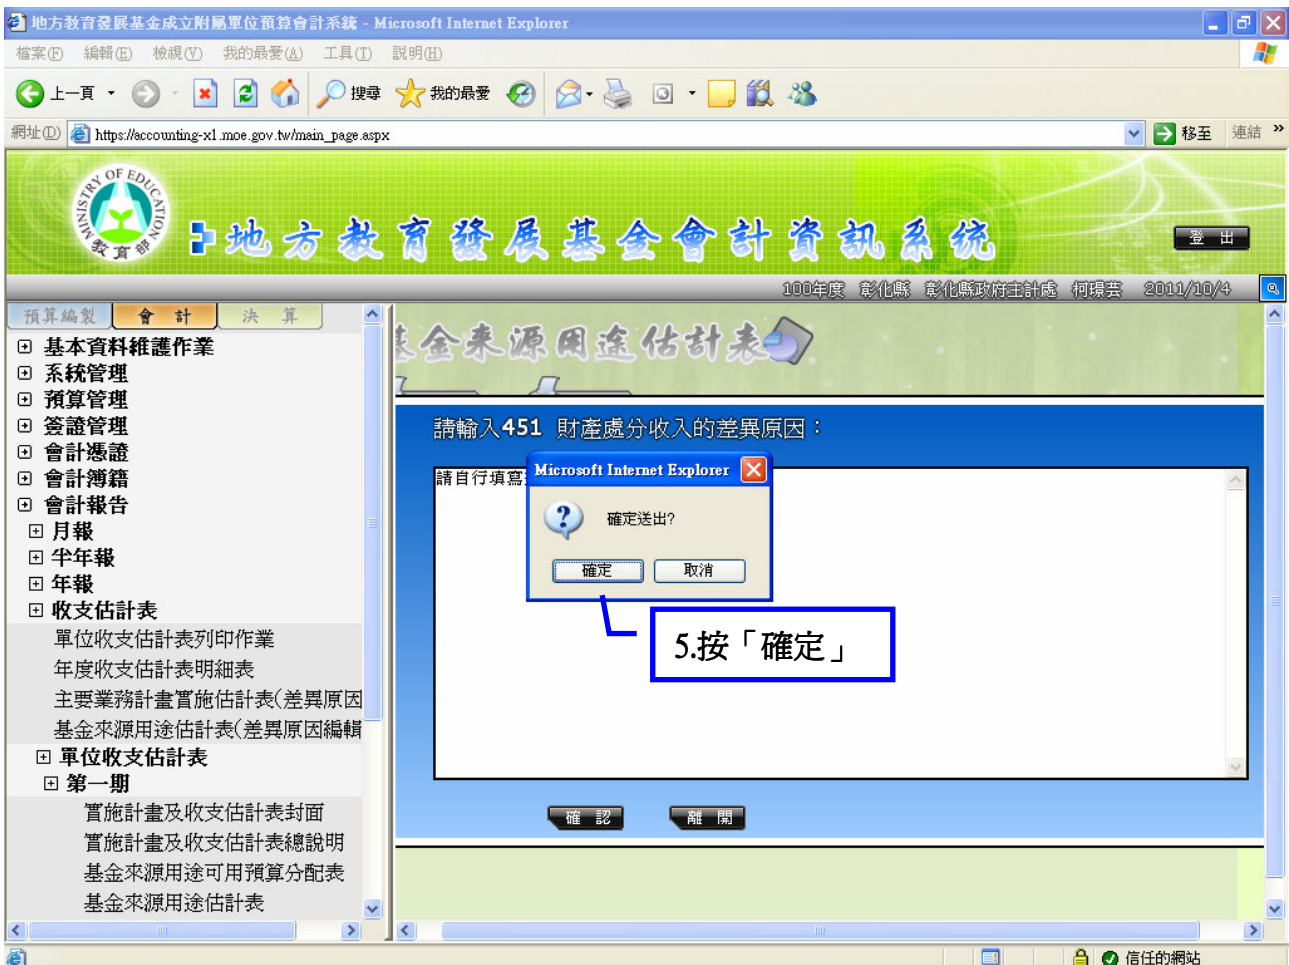 地方教育發展基金成立附屬單位預算會計系統 - Microsoft Internet Explorer
檔案(F) 編輯(E) 檢視(V) 我的最愛(A) 工具(T) 說明(H)
上一頁 搜尋 我的最愛
網址(D) https://accounting-x1.moe.gov.tw/main_page.aspx 移至 連結 »
MINISTRY OF EDUCATION
教育部
地方教育發展基金會計資訊系統
登 出
100年度 彰化縣 彰化縣政府主計處 柯環芸 2011/10/4
預算編製 會 計 決 算
基金來源用途估計表
基本資料維護作業
系統管理
預算管理
簽證管理
會計憑證
會計簿籍
會計報告
月報
半年報
年報
收支估計表
單位收支估計表列印作業
年度收支估計表明細表
主要業務計畫實施估計表(差異原因
基金來源用途估計表(差異原因編輯
單位收支估計表
第一期
實施計畫及收支估計表封面
實施計畫及收支估計表總說明
基金來源用途可用預算分配表
基金來源用途估計表
請輸入451 財產處分收入的差異原因：
請自行填寫
Microsoft Internet Explorer
確定送出?
確定 取消
5.按「確定」
確 認 離 開
信任的網站